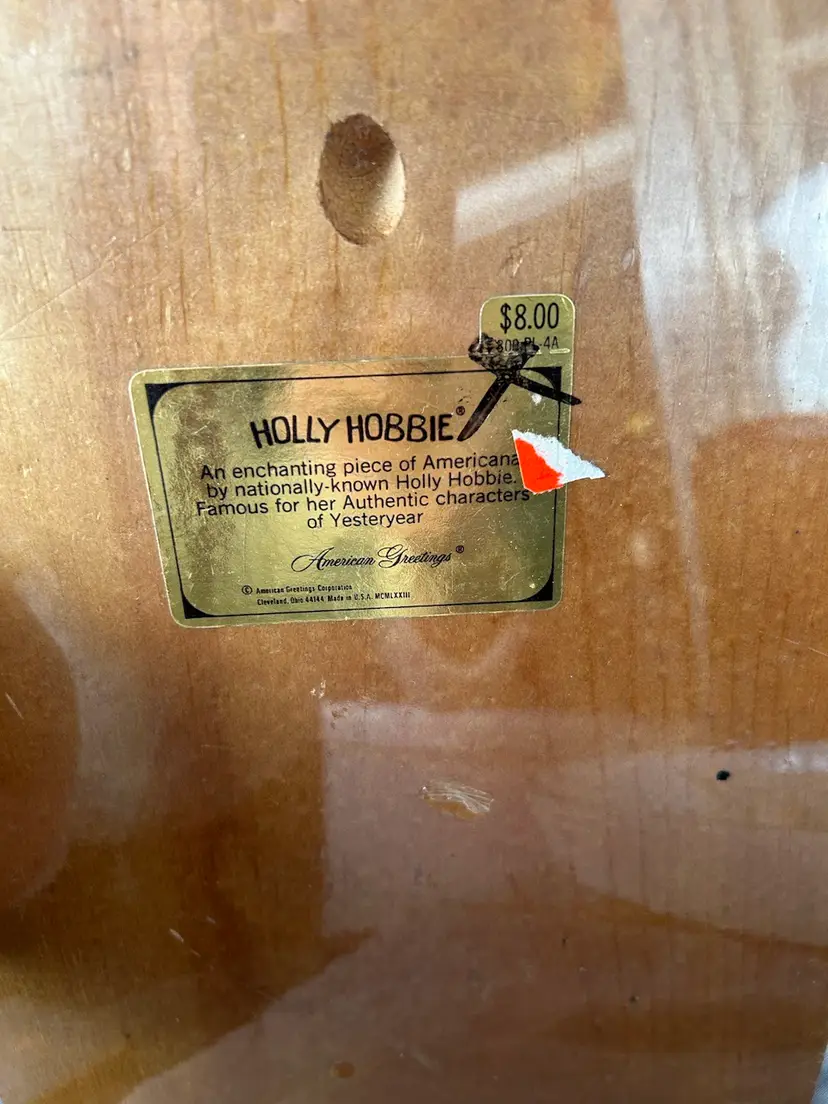 $8.00
HOLLY HOBBIE®
An enchanting piece of Americana
by nationally-known Holly Hobbie.
Famous for her Authentic characters
of Yesteryear
American Greetings®
© American Greetings Corporation
Cleveland, Ohio 44144 Made in U.S.A. MCMLXXIII